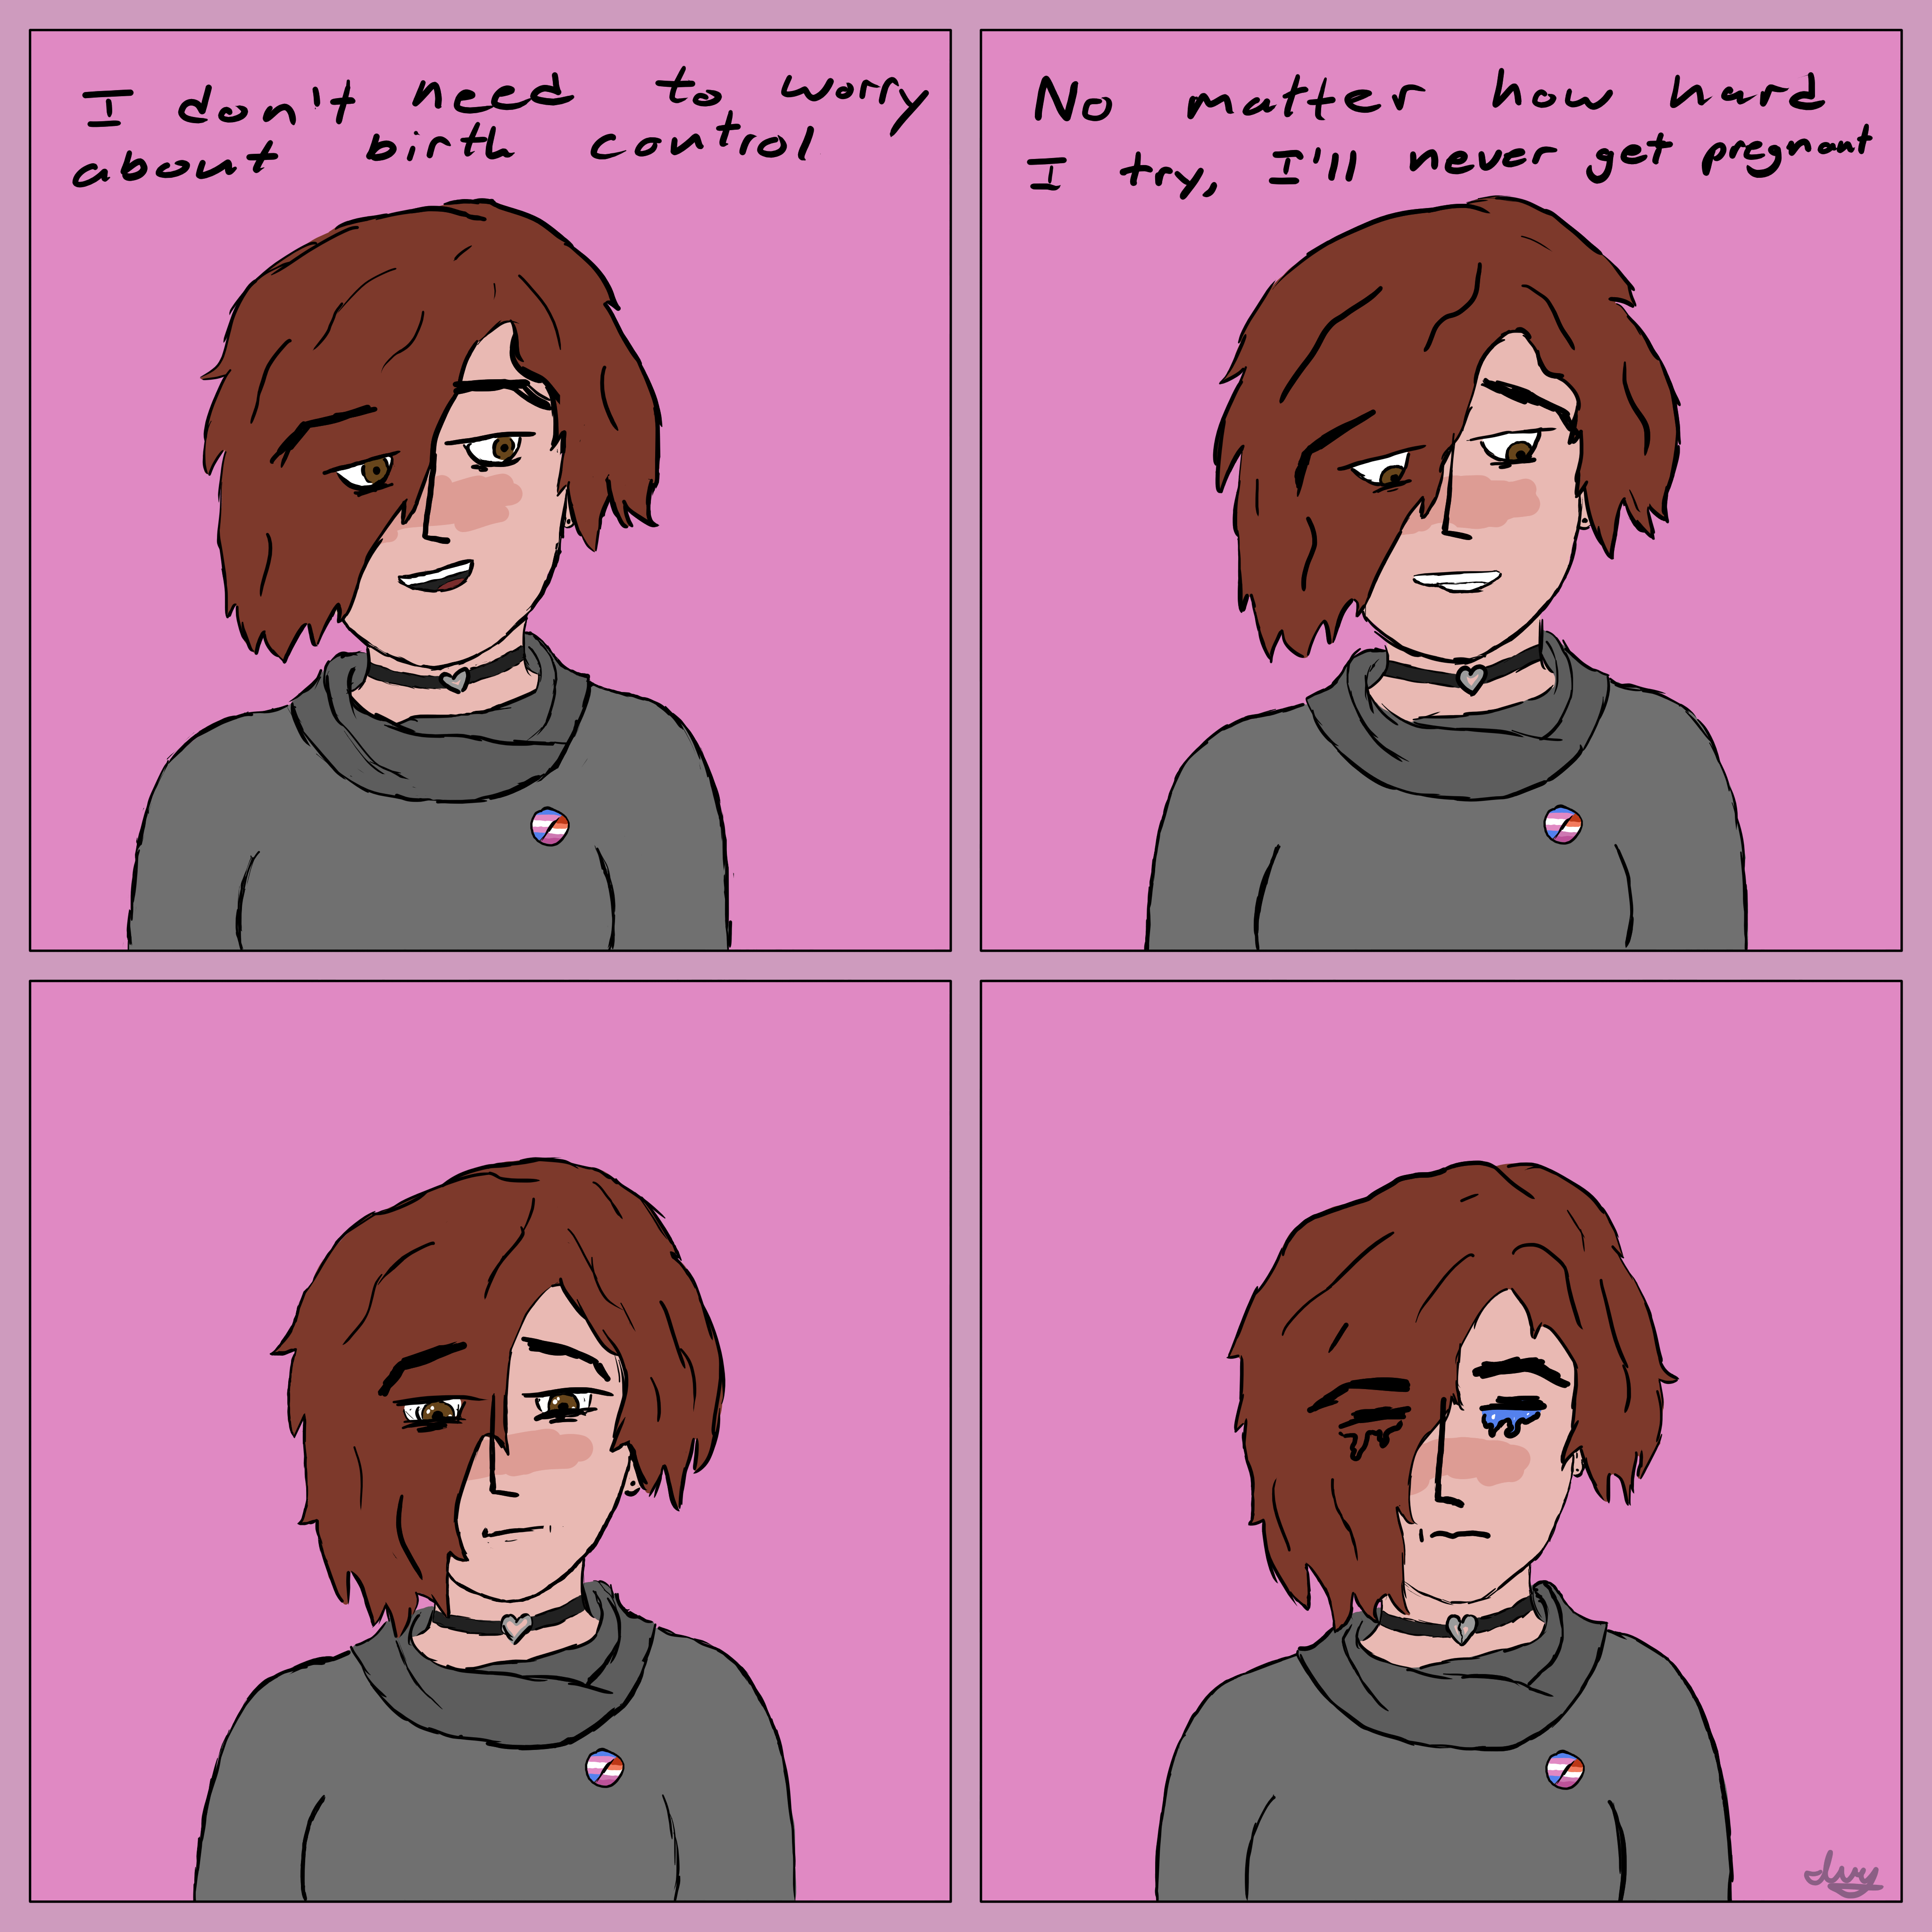 I don't need to worry
about birth control
No matter how hard
I try, I'll never get pregnant